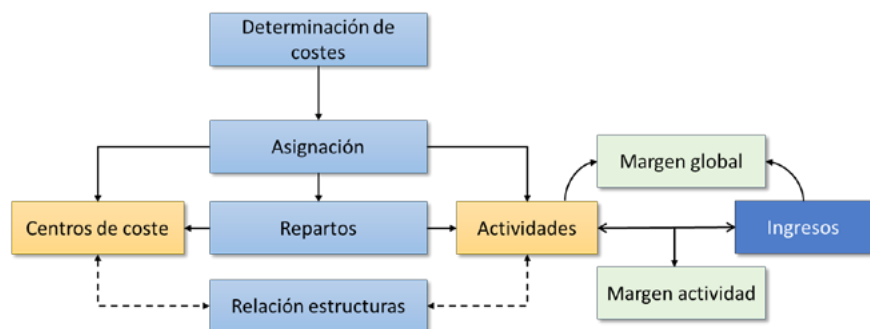 Determinación de
costes
Asignación
Margen global
Centros de coste
Repartos
Actividades
Ingresos
Relación estructuras
Margen actividad